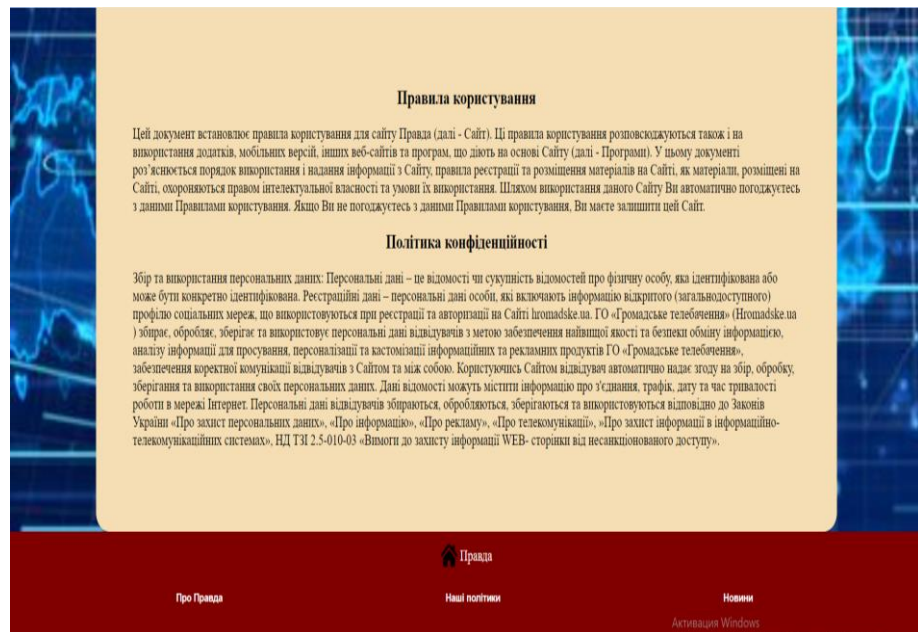 Правила користування
Цей документ встановлює правила користування для сайту Правда (далі - Сайт). Ці правила користування розповсюджуються також і на
використання додатків, мобільних версій, інших веб-сайтів та програм, що діють на основі Сайту (далі - Програми). У цьому документі
роз'яснюється порядок використання і надання інформації з Сайту, правила реєстрації та розміщення матеріалів на Сайті, як матеріали, розміщені на
Сайті, охороняються правом інтелектуальної власності та умови їх використання. Шляхом використання даного Сайту Ви автоматично погоджуєтесь
з даними Правилами користування. Якщо Ви не погоджуєтесь з даними Правилами користування, Ви маєте залишити цей Сайт.
Політика конфіденційності
Збір та використання персональних даних: Персональні дані – це відомості чи сукупність відомостей про фізичну особу, яка ідентифікована або
може бути конкретно ідентифікована. Реєстраційні дані – персональні дані особи, які включають інформацію відкритого (загальнодоступного)
профілю соціальних мереж, що використовуються при реєстрації та авторизації на Сайті hromadske.ua. ГО «Громадське телебачення» (Hromadske.ua
) збирає, обробляє, зберігає та використовує персональні дані відвідувачів з метою забезпечення найвищої якості та безпеки обміну інформацією,
аналізу інформації для просування, персоналізації та кастомізації інформаційних та рекламних продуктів ГО «Громадське телебачення»,
забезпечення коректної комунікації відвідувачів з Сайтом та між собою. Користуючись Сайтом відвідувач автоматично надає згоду на збір, обробку,
зберігання та використання своїх персональних даних. Дані відомості можуть містити інформацію про з'єднання, трафік, дату та час тривалості
роботи в мережі Інтернет. Персональні дані відвідувачів збираються, обробляються, зберігаються та використовуються відповідно до Законів
України «Про захист персональних даних», «Про інформацію», «Про рекламу», «Про телекомунікації», »Про захист інформації в інформаційно-
телекомунікаційних системах», НД ТЗІ 2.5-010-03 «Вимоги до захисту інформації WEB- сторінки від несанкціонованого доступу».
Правда
Про Правда Наші політики Новини
Активация Windows